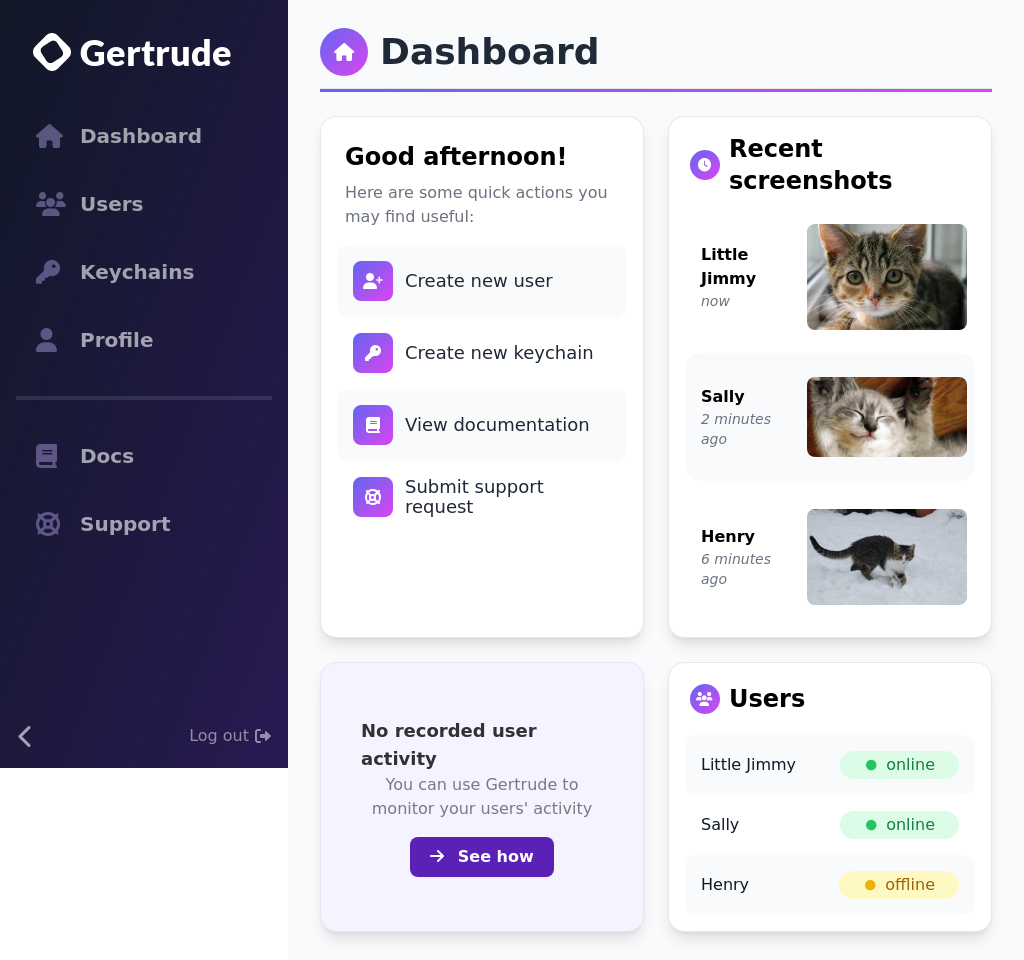 Gertrude
Dashboard
Users
Keychains
Profile
Docs
Support
Log out
Dashboard
Good afternoon!
Here are some quick actions you
may find useful:
Create new user
Create new keychain
View documentation
Submit support
request
Recent
screenshots
Little
Jimmy
now
Sally
2 minutes
ago
Henry
6 minutes
ago
No recorded user
activity
You can use Gertrude to
monitor your users' activity
See how
Users
Little Jimmy online
Sally online
Henry offline